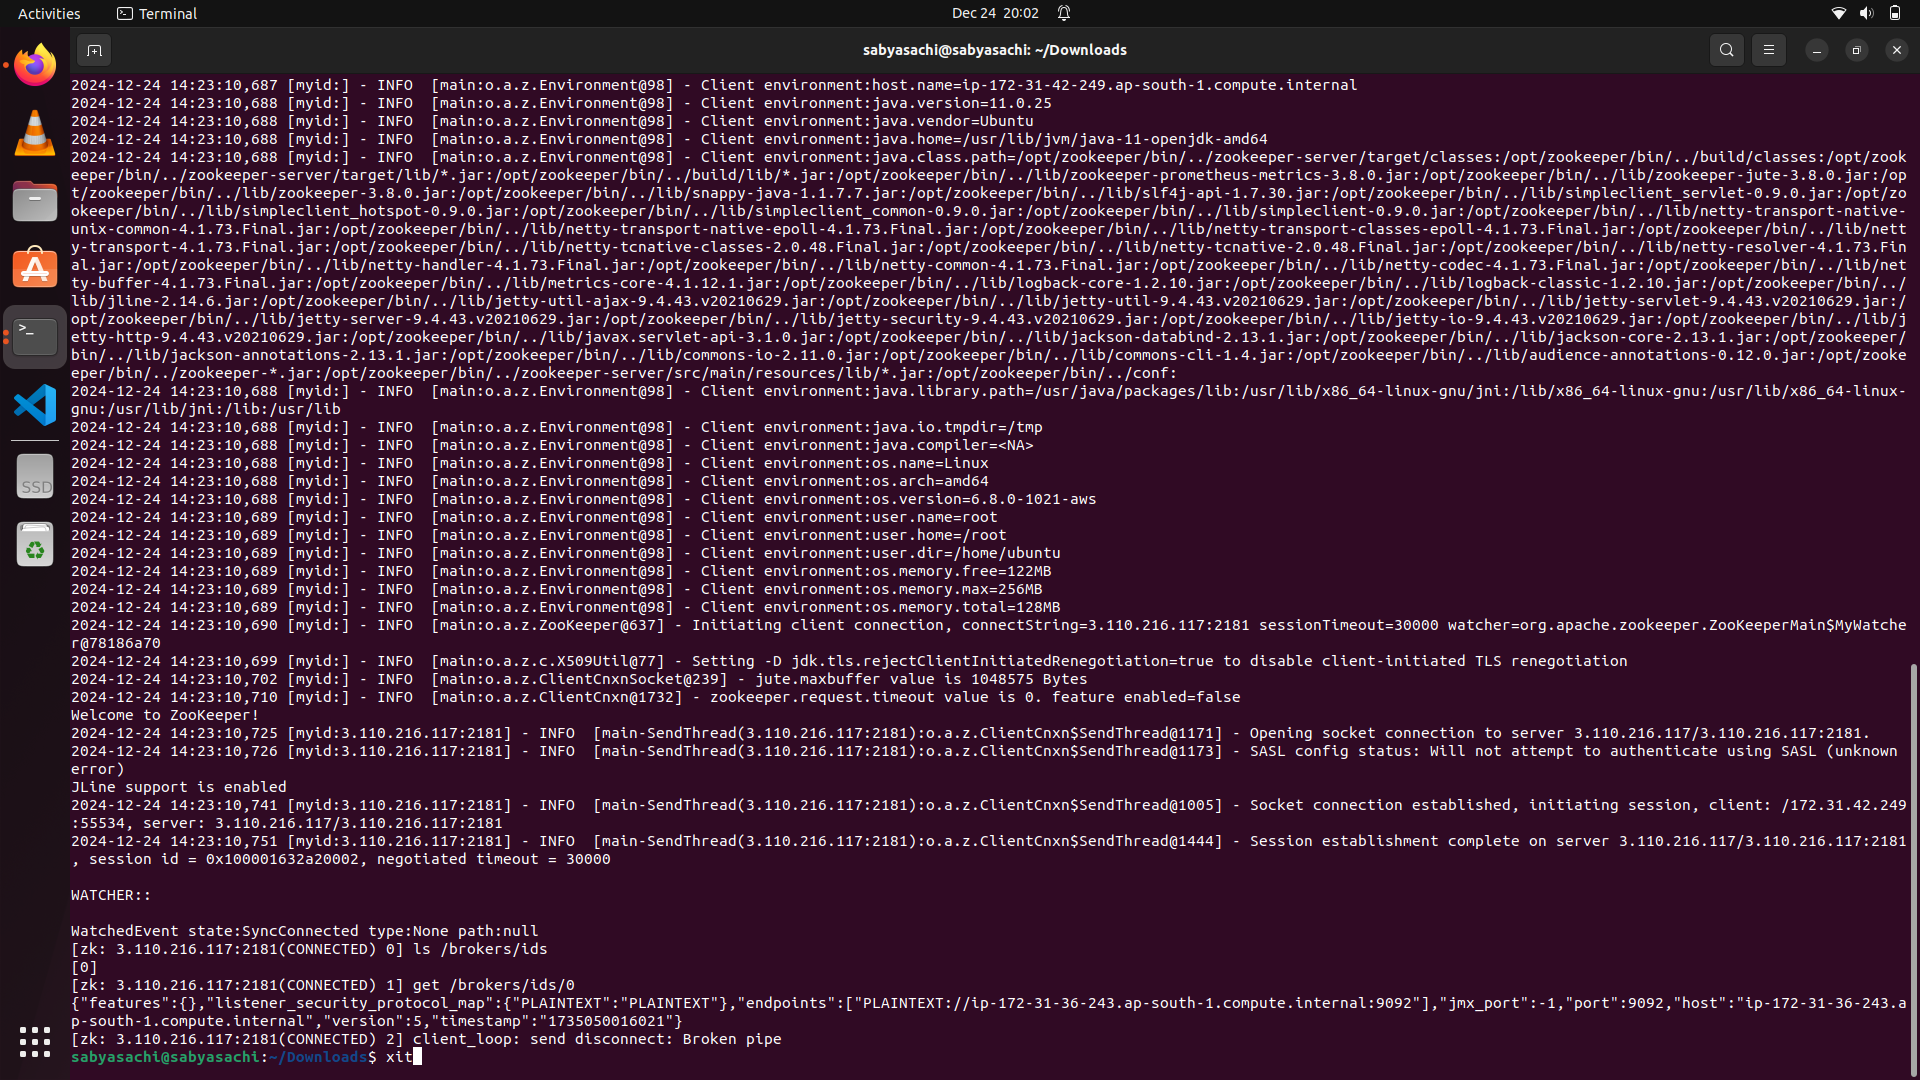 Activities
Terminal
Dec 24 20:02
sabyasachi@sabyasachi: ~/Downloads
2024-12-24 14:23:10,687 [myid:] - INFO  [main:o.a.z.Environment@98] - Client environment:host.name=ip-172-31-42-249.ap-south-1.compute.internal
2024-12-24 14:23:10,688 [myid:] - INFO  [main:o.a.z.Environment@98] - Client environment:java.version=11.0.25
2024-12-24 14:23:10,688 [myid:] - INFO  [main:o.a.z.Environment@98] - Client environment:java.vendor=Ubuntu
2024-12-24 14:23:10,688 [myid:] - INFO  [main:o.a.z.Environment@98] - Client environment:java.home=/usr/lib/jvm/java-11-openjdk-amd64
2024-12-24 14:23:10,688 [myid:] - INFO  [main:o.a.z.Environment@98] - Client environment:java.class.path=/opt/zookeeper/bin/../zookeeper-server/target/classes:/opt/zookeeper/bin/../build/classes:/opt/zook
eeper/bin/../zookeeper-server/target/lib/*.jar:/opt/zookeeper/bin/../build/lib/*.jar:/opt/zookeeper/bin/../lib/zookeeper-prometheus-metrics-3.8.0.jar:/opt/zookeeper/bin/../lib/zookeeper-jute-3.8.0.jar:/op
t/zookeeper/bin/../lib/zookeeper-3.8.0.jar:/opt/zookeeper/bin/../lib/snappy-java-1.1.7.7.jar:/opt/zookeeper/bin/../lib/slf4j-api-1.7.30.jar:/opt/zookeeper/bin/../lib/simpleclient_servlet-0.9.0.jar:/opt/zo
okeeper/bin/../lib/simpleclient_hotspot-0.9.0.jar:/opt/zookeeper/bin/../lib/simpleclient_common-0.9.0.jar:/opt/zookeeper/bin/../lib/simpleclient-0.9.0.jar:/opt/zookeeper/bin/../lib/netty-transport-native-
unix-common-4.1.73.Final.jar:/opt/zookeeper/bin/../lib/netty-transport-native-epoll-4.1.73.Final.jar:/opt/zookeeper/bin/../lib/netty-transport-classes-epoll-4.1.73.Final.jar:/opt/zookeeper/bin/../lib/nett
y-transport-4.1.73.Final.jar:/opt/zookeeper/bin/../lib/netty-tcnative-classes-2.0.48.Final.jar:/opt/zookeeper/bin/../lib/netty-tcnative-2.0.48.Final.jar:/opt/zookeeper/bin/../lib/netty-resolver-4.1.73.Fin
al.jar:/opt/zookeeper/bin/../lib/netty-handler-4.1.73.Final.jar:/opt/zookeeper/bin/../lib/netty-common-4.1.73.Final.jar:/opt/zookeeper/bin/../lib/netty-codec-4.1.73.Final.jar:/opt/zookeeper/bin/../lib/net
ty-buffer-4.1.73.Final.jar:/opt/zookeeper/bin/../lib/metrics-core-4.1.12.1.jar:/opt/zookeeper/bin/../lib/logback-core-1.2.10.jar:/opt/zookeeper/bin/../lib/logback-classic-1.2.10.jar:/opt/zookeeper/bin/../
lib/jline-2.14.6.jar:/opt/zookeeper/bin/../lib/jetty-util-ajax-9.4.43.v20210629.jar:/opt/zookeeper/bin/../lib/jetty-util-9.4.43.v20210629.jar:/opt/zookeeper/bin/../lib/jetty-servlet-9.4.43.v20210629.jar:/
opt/zookeeper/bin/../lib/jetty-server-9.4.43.v20210629.jar:/opt/zookeeper/bin/../lib/jetty-security-9.4.43.v20210629.jar:/opt/zookeeper/bin/../lib/jetty-io-9.4.43.v20210629.jar:/opt/zookeeper/bin/../lib/j
etty-http-9.4.43.v20210629.jar:/opt/zookeeper/bin/../lib/javax.servlet-api-3.1.0.jar:/opt/zookeeper/bin/../lib/jackson-databind-2.13.1.jar:/opt/zookeeper/bin/../lib/jackson-core-2.13.1.jar:/opt/zookeeper/
bin/../lib/jackson-annotations-2.13.1.jar:/opt/zookeeper/bin/../lib/commons-io-2.11.0.jar:/opt/zookeeper/bin/../lib/commons-cli-1.4.jar:/opt/zookeeper/bin/../lib/audience-annotations-0.12.0.jar:/opt/zooke
eper/bin/../zookeeper-*.jar:/opt/zookeeper/bin/../zookeeper-server/src/main/resources/lib/*.jar:/opt/zookeeper/bin/../conf:
2024-12-24 14:23:10,688 [myid:] - INFO  [main:o.a.z.Environment@98] - Client environment:java.library.path=/usr/java/packages/lib:/usr/lib/x86_64-linux-gnu/jni:/lib/x86_64-linux-gnu:/usr/lib/x86_64-linux-
gnu:/usr/lib/jni:/lib:/usr/lib
2024-12-24 14:23:10,688 [myid:] - INFO  [main:o.a.z.Environment@98] - Client environment:java.io.tmpdir=/tmp
2024-12-24 14:23:10,688 [myid:] - INFO  [main:o.a.z.Environment@98] - Client environment:java.compiler=<NA>
2024-12-24 14:23:10,688 [myid:] - INFO  [main:o.a.z.Environment@98] - Client environment:os.name=Linux
2024-12-24 14:23:10,688 [myid:] - INFO  [main:o.a.z.Environment@98] - Client environment:os.arch=amd64
2024-12-24 14:23:10,688 [myid:] - INFO  [main:o.a.z.Environment@98] - Client environment:os.version=6.8.0-1021-aws
2024-12-24 14:23:10,689 [myid:] - INFO  [main:o.a.z.Environment@98] - Client environment:user.name=root
2024-12-24 14:23:10,689 [myid:] - INFO  [main:o.a.z.Environment@98] - Client environment:user.home=/root
2024-12-24 14:23:10,689 [myid:] - INFO  [main:o.a.z.Environment@98] - Client environment:user.dir=/home/ubuntu
2024-12-24 14:23:10,689 [myid:] - INFO  [main:o.a.z.Environment@98] - Client environment:os.memory.free=122MB
2024-12-24 14:23:10,689 [myid:] - INFO  [main:o.a.z.Environment@98] - Client environment:os.memory.max=256MB
2024-12-24 14:23:10,689 [myid:] - INFO  [main:o.a.z.Environment@98] - Client environment:os.memory.total=128MB
2024-12-24 14:23:10,690 [myid:] - INFO  [main:o.a.z.ZooKeeper@637] - Initiating client connection, connectString=3.110.216.117:2181 sessionTimeout=30000 watcher=org.apache.zookeeper.ZooKeeperMain$MyWatche
r@78186a70
2024-12-24 14:23:10,699 [myid:] - INFO  [main:o.a.z.c.X509Util@77] - Setting -D jdk.tls.rejectClientInitiatedRenegotiation=true to disable client-initiated TLS renegotiation
2024-12-24 14:23:10,702 [myid:] - INFO  [main:o.a.z.ClientCnxnSocket@239] - jute.maxbuffer value is 1048575 Bytes
2024-12-24 14:23:10,710 [myid:] - INFO  [main:o.a.z.ClientCnxn@1732] - zookeeper.request.timeout value is 0. feature enabled=false
Welcome to ZooKeeper!
2024-12-24 14:23:10,725 [myid:3.110.216.117:2181] - INFO  [main-SendThread(3.110.216.117:2181):o.a.z.ClientCnxn$SendThread@1171] - Opening socket connection to server 3.110.216.117/3.110.216.117:2181.
2024-12-24 14:23:10,726 [myid:3.110.216.117:2181] - INFO  [main-SendThread(3.110.216.117:2181):o.a.z.ClientCnxn$SendThread@1173] - SASL config status: Will not attempt to authenticate using SASL (unknown
error)
JLine support is enabled
2024-12-24 14:23:10,741 [myid:3.110.216.117:2181] - INFO  [main-SendThread(3.110.216.117:2181):o.a.z.ClientCnxn$SendThread@1005] - Socket connection established, initiating session, client: /172.31.42.249
:55534, server: 3.110.216.117/3.110.216.117:2181
2024-12-24 14:23:10,751 [myid:3.110.216.117:2181] - INFO  [main-SendThread(3.110.216.117:2181):o.a.z.ClientCnxn$SendThread@1444] - Session establishment complete on server 3.110.216.117/3.110.216.117:2181
, session id = 0x100001632a20002, negotiated timeout = 30000
WATCHER::
WatchedEvent state:SyncConnected type:None path:null
[zk: 3.110.216.117:2181(CONNECTED) 0] ls /brokers/ids
[0]
[zk: 3.110.216.117:2181(CONNECTED) 1] get /brokers/ids/0
{"features":{},"listener_security_protocol_map":{"PLAINTEXT":"PLAINTEXT"},"endpoints":["PLAINTEXT://ip-172-31-36-243.ap-south-1.compute.internal:9092"],"jmx_port":-1,"port":9092,"host":"ip-172-31-36-243.a
p-south-1.compute.internal","version":5,"timestamp":"1735050016021"}
[zk: 3.110.216.117:2181(CONNECTED) 2] client_loop: send disconnect: Broken pipe
sabyasachi@sabyasachi:~/Downloads$ xit
SSD